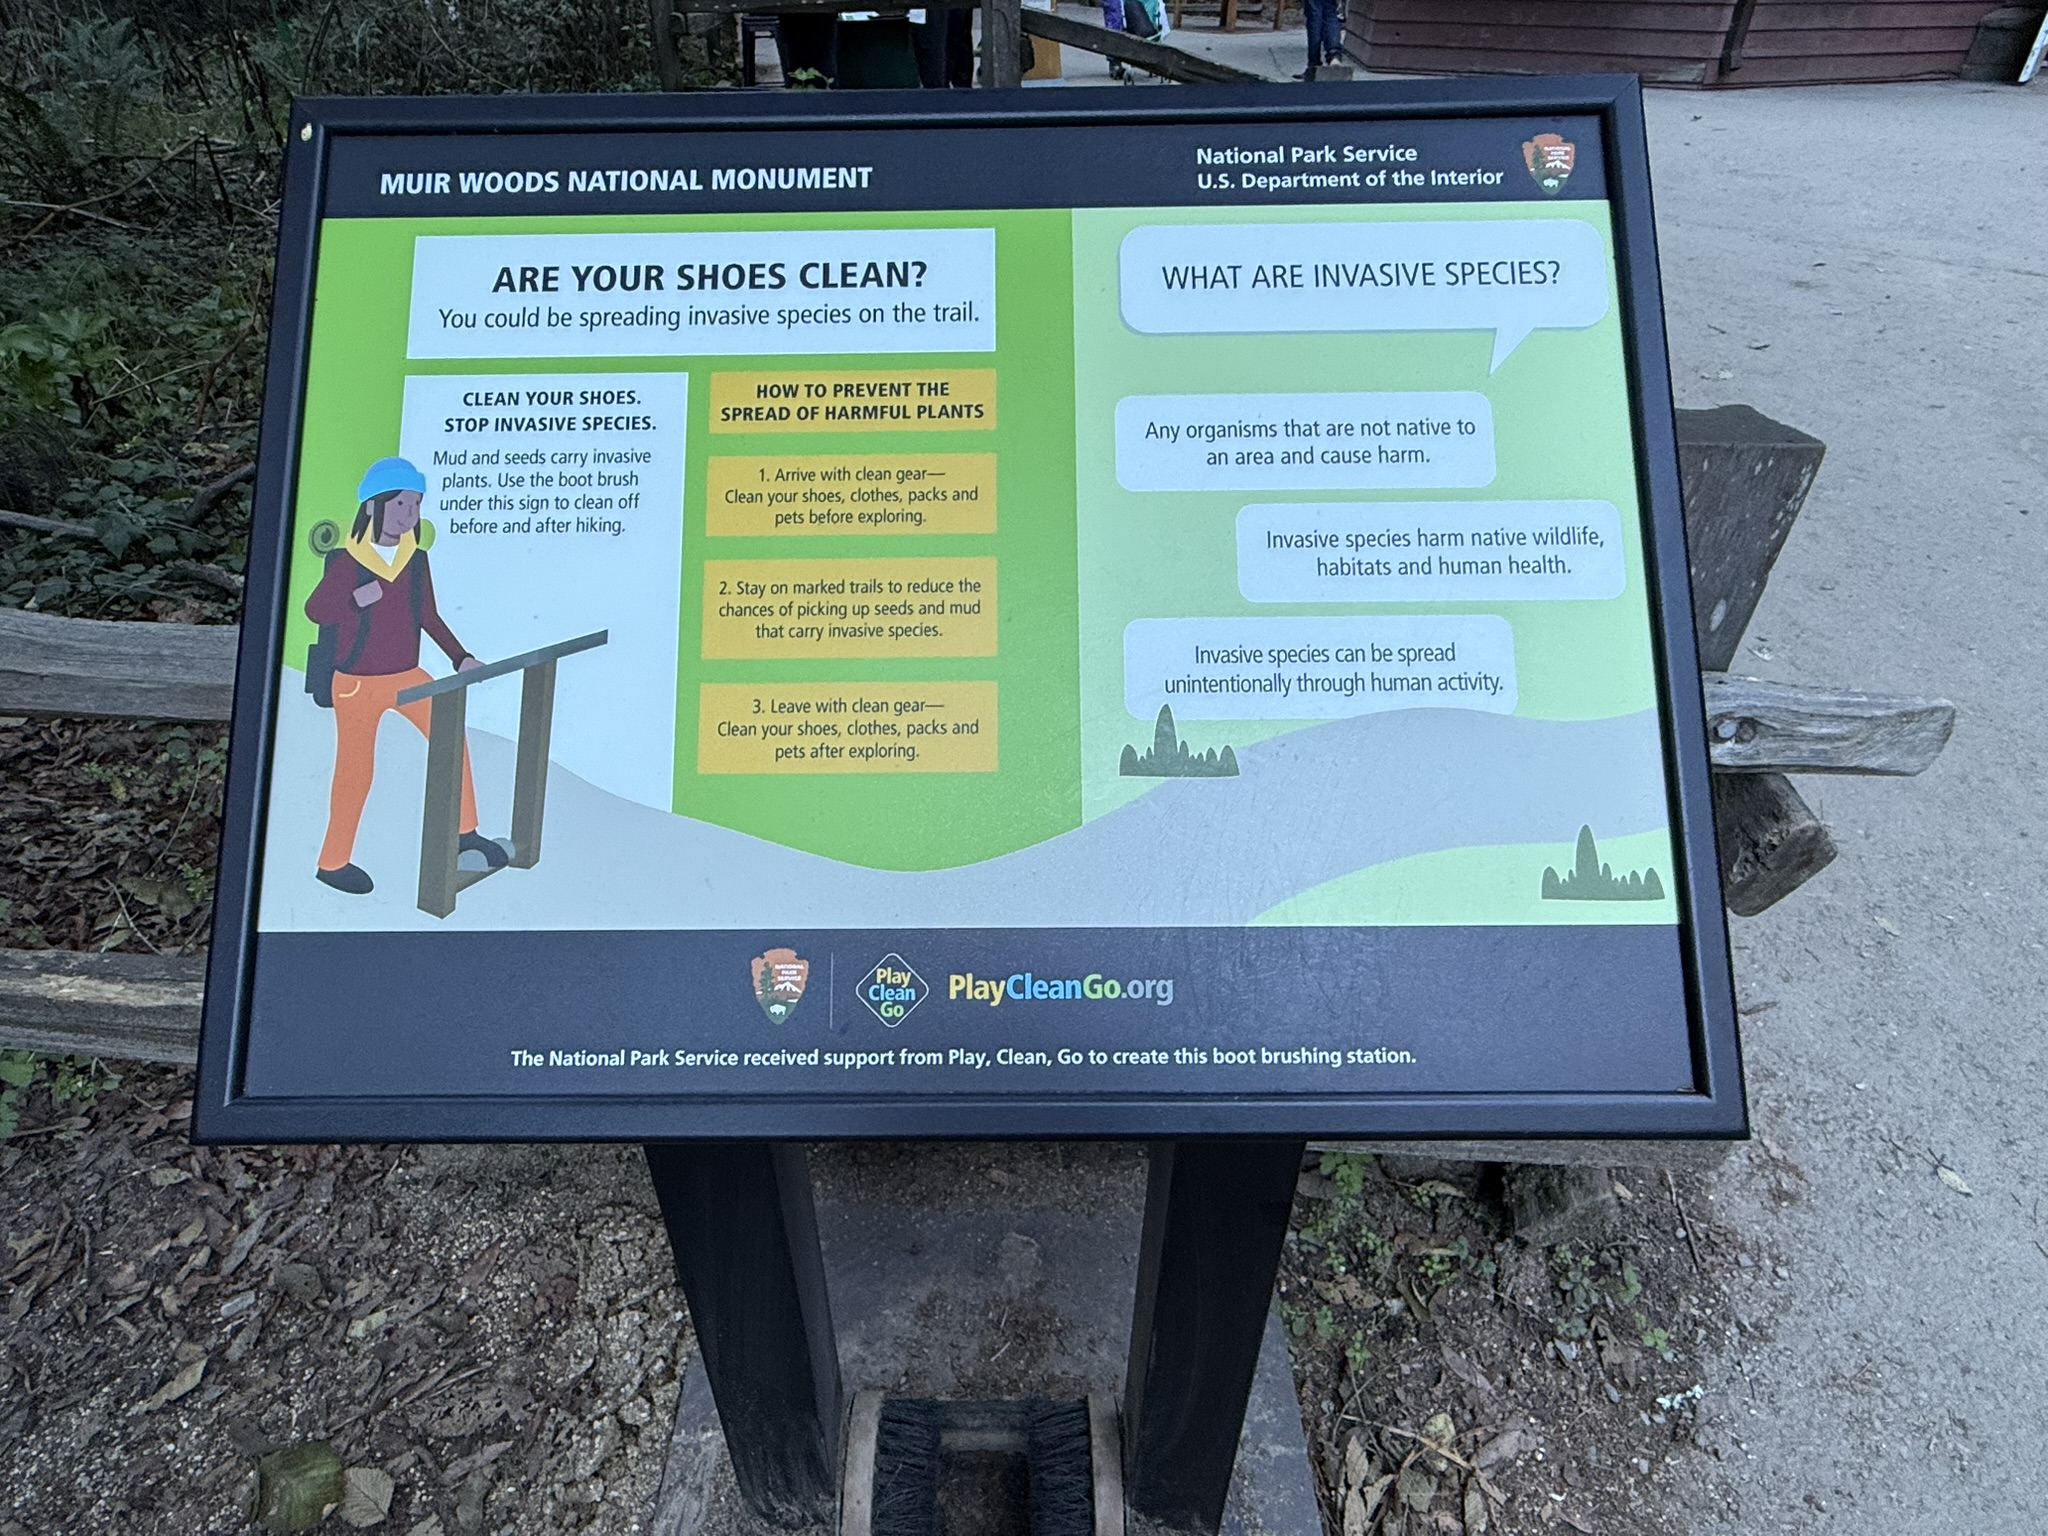 MUIR WOODS NATIONAL MONUMENT
National Park Service
U.S. Department of the Interior
NATIONAL
PARK
SERVICE
ARE YOUR SHOES CLEAN?
You could be spreading invasive species on the trail.
CLEAN YOUR SHOES.
STOP INVASIVE SPECIES.
Mud and seeds carry invasive
plants. Use the boot brush
under this sign to clean off
before and after hiking.
HOW TO PREVENT THE
SPREAD OF HARMFUL PLANTS
1. Arrive with clean gear—
Clean your shoes, clothes, packs and
pets before exploring.
2. Stay on marked trails to reduce the
chances of picking up seeds and mud
that carry invasive species.
3. Leave with clean gear—
Clean your shoes, clothes, packs and
pets after exploring.
WHAT ARE INVASIVE SPECIES?
Any organisms that are not native to
an area and cause harm.
Invasive species harm native wildlife,
habitats and human health.
Invasive species can be spread
unintentionally through human activity.
NATIONAL
PARK
SERVICE
Play
Clean
Go
PlayCleanGo.org
The National Park Service received support from Play, Clean, Go to create this boot brushing station.